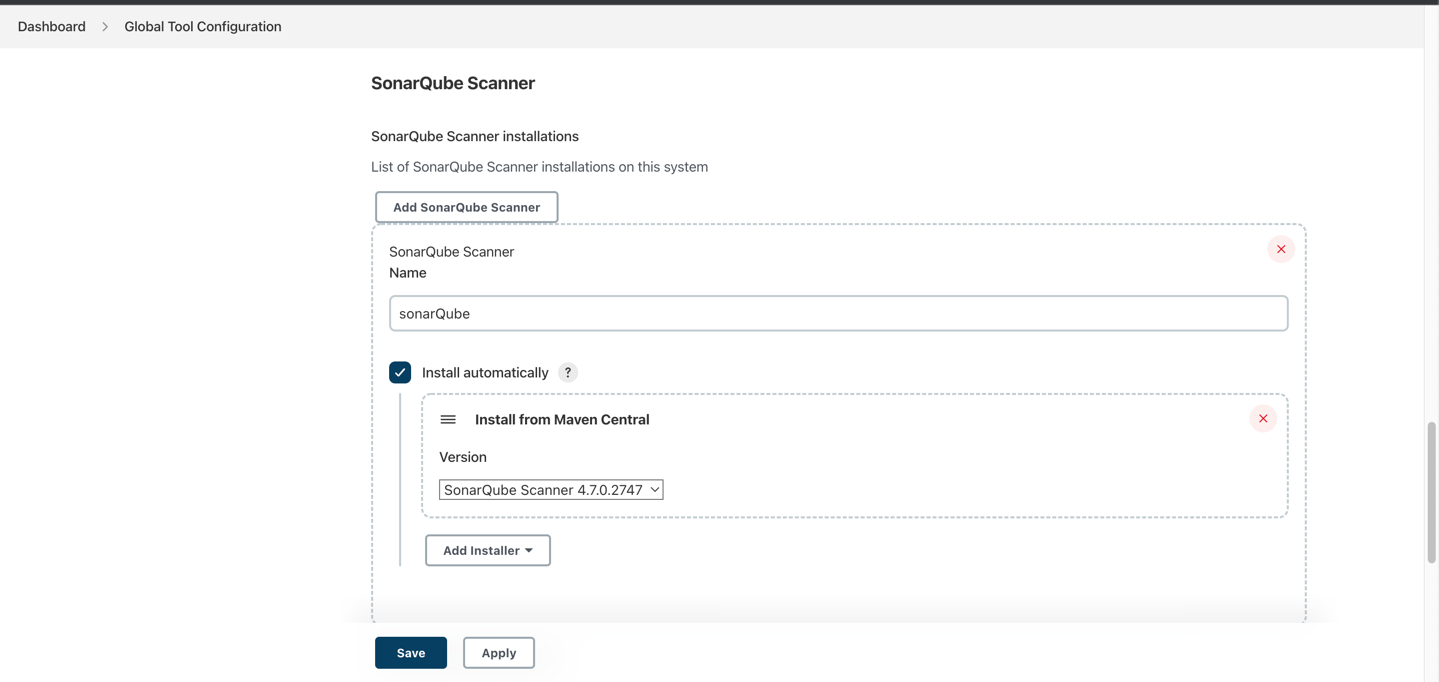 Dashboard > Global Tool Configuration
SonarQube Scanner
SonarQube Scanner installations
List of SonarQube Scanner installations on this system
Add SonarQube Scanner
SonarQube Scanner
Name
sonarQube
Install automatically ?
Install from Maven Central
Version
SonarQube Scanner 4.7.0.2747
Add Installer
Save Apply